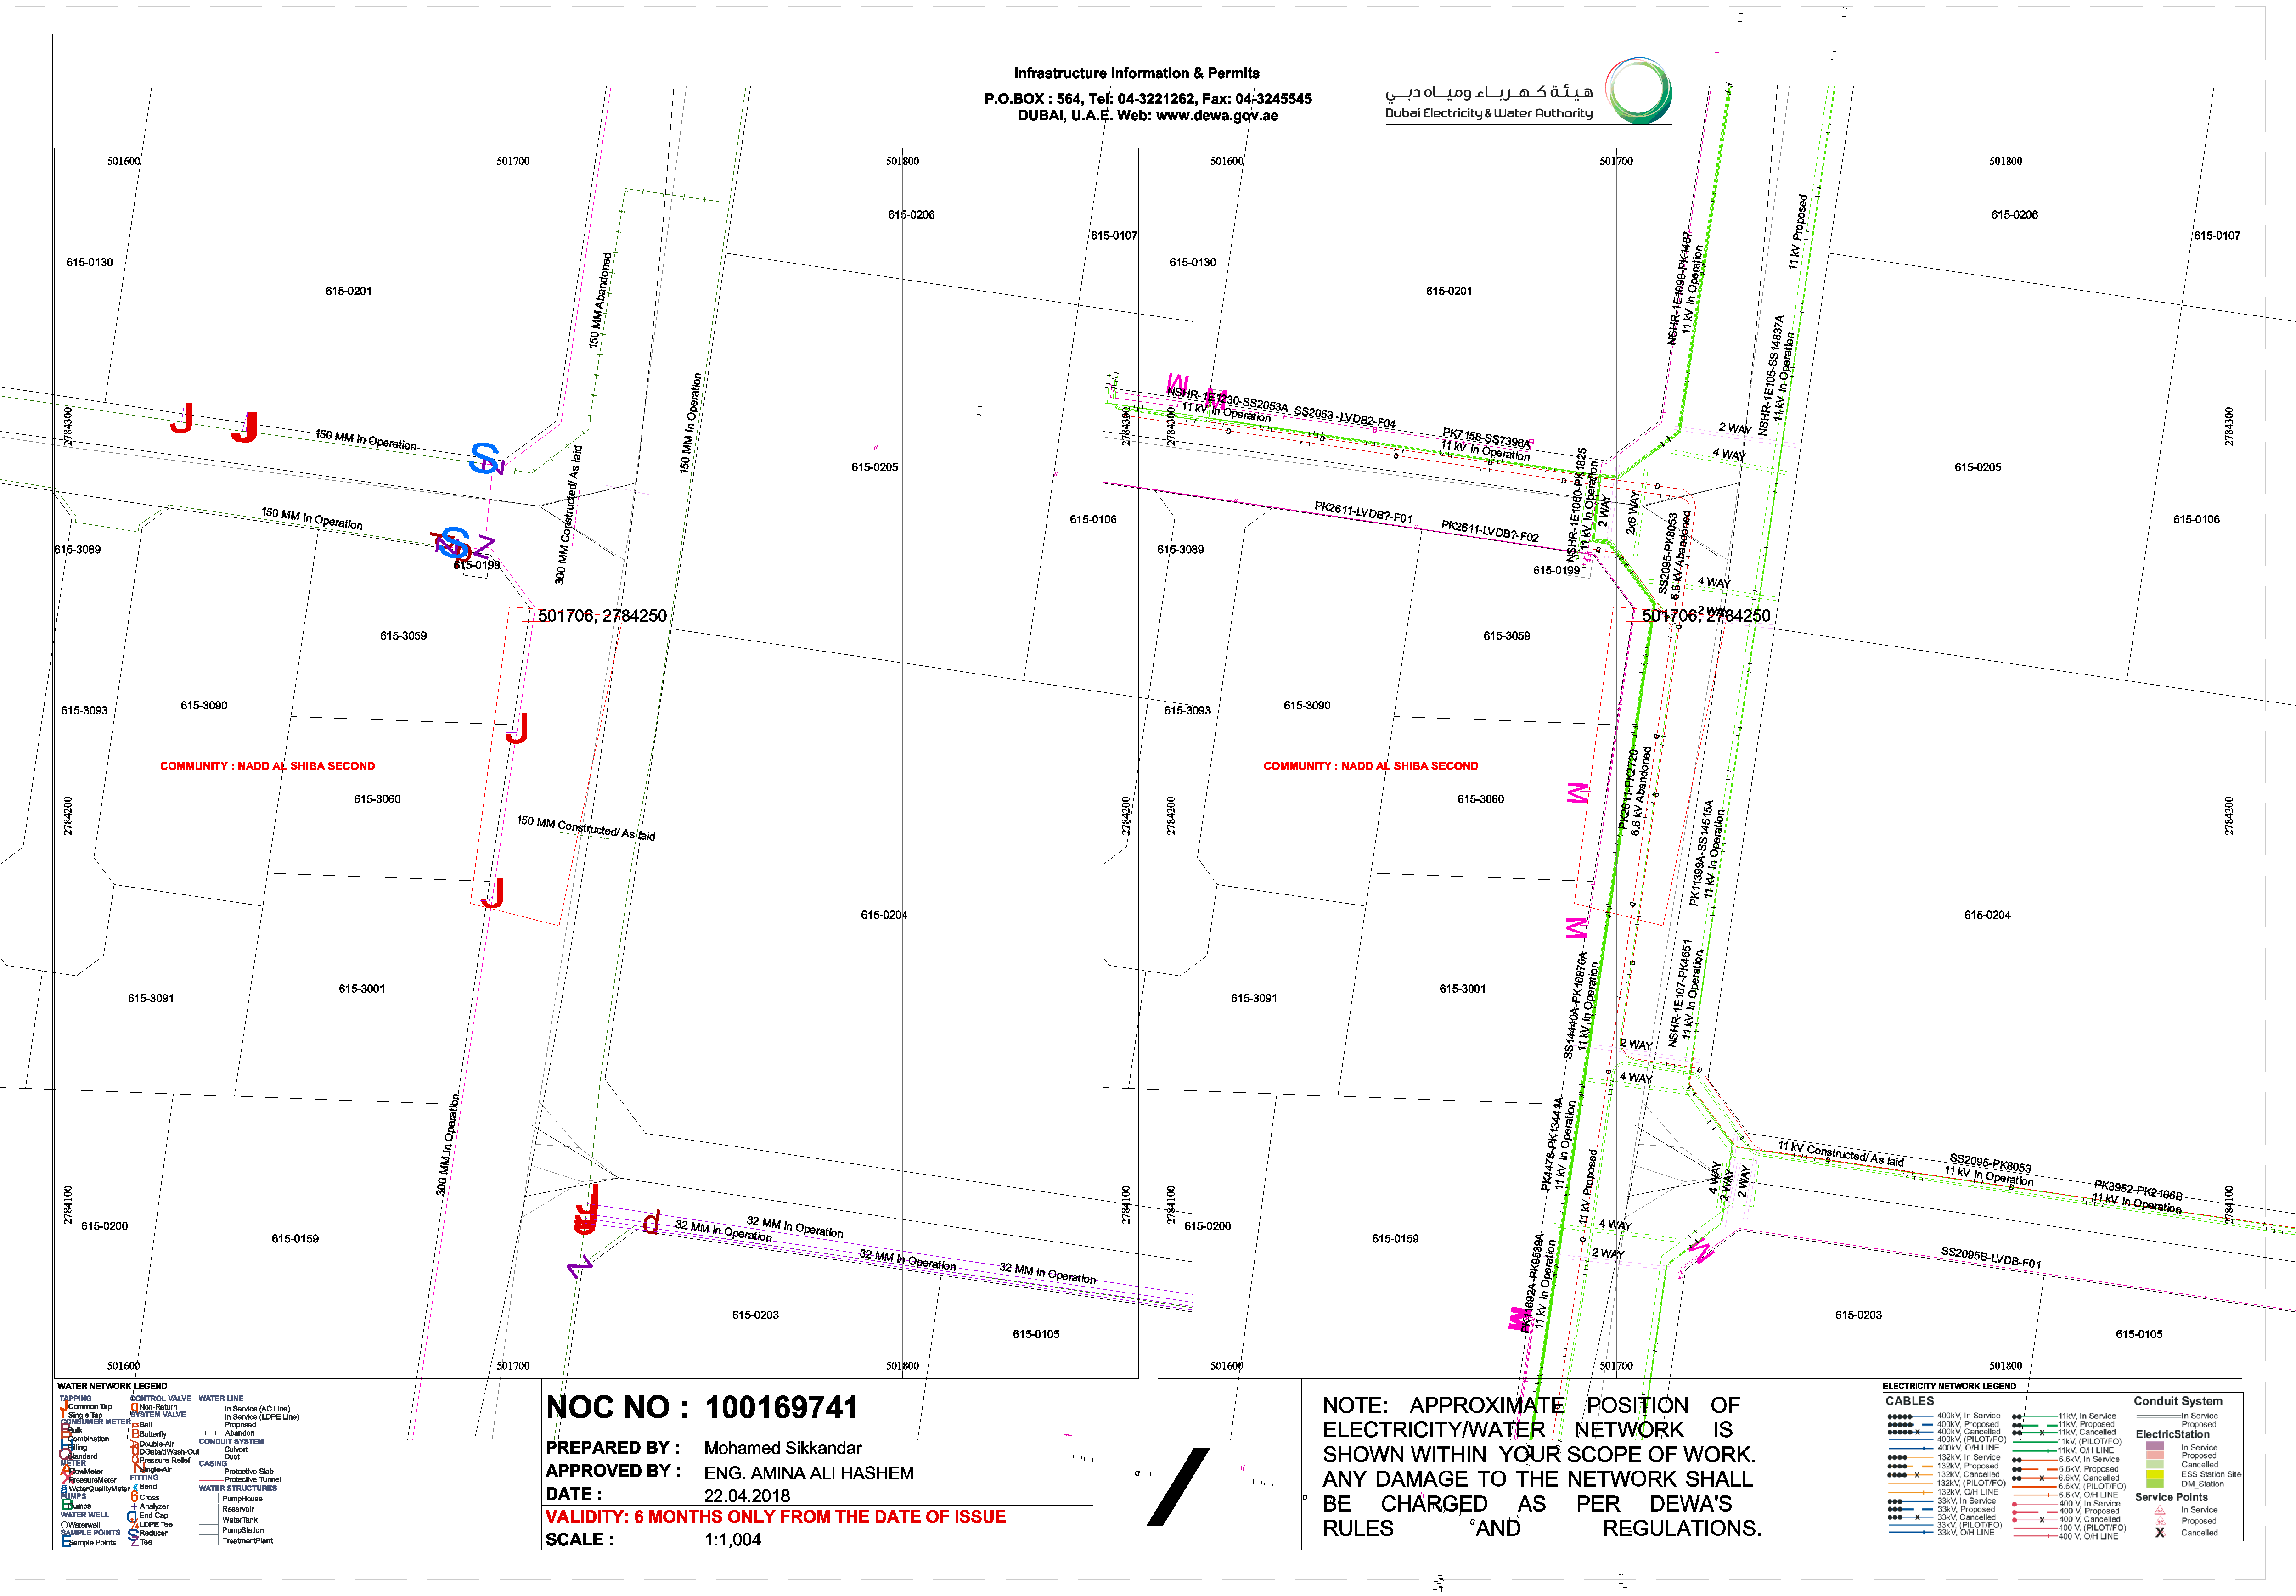 Infrastructure Information & Permits
P.O.BOX : 564, Tel: 04-3221262, Fax: 04-3245545
DUBAI, U.A.E. Web: www.dewa.gov.ae
هيئة كهرباء ومياه دبي
Dubai Electricity & Water Authority
501600
501700
501800
501600
501700
501800
615-0130
615-0201
615-0206
615-0107
150 MM Abandoned
150 MM In Operation
2784300
150 MM In Operation
150 MM In Operation
300 MM Constructed/ As laid
615-0205
615-0106
2784300
615-3089
615-0199
501706, 2784250
615-3059
615-3093
615-3090
COMMUNITY : NADD AL SHIBA SECOND
615-3060
2784200
150 MM Constructed/ As laid
2784200
615-0204
615-3091
615-3001
300 MM In Operation
2784100
615-0200
615-0159
32 MM In Operation
32 MM In Operation
32 MM In Operation
32 MM In Operation
2784100
615-0203
615-0105
501600
501700
501800
615-0130
615-0201
615-0206
615-0107
NSHR-1E1090-PK1487
11 kV In Operation
11 kV Proposed
NSHR-1E105-SS14837A
11 kV In Operation
2784300
NSHR-1E1230-SS2053A SS2053 -LVDB2-F04
11 kV In Operation
PK7158-SS7396A
11 kV In Operation
2 WAY
4 WAY
NSHR-1E1060-PK1825
11 kV In Operation
2 WAY
2x6 WAY
SS2095-PK8053
6.6 kV Abandoned
PK2611-LVDB?-F01
PK2611-LVDB?-F02
615-0205
615-0106
615-3089
615-0199
4 WAY
2 WAY
501706, 2784250
615-3059
615-3093
615-3090
COMMUNITY : NADD AL SHIBA SECOND
615-3060
2784200
PK2611-PK2720
6.6 kV Abandoned
PK11399A-SS14515A
11 kV In Operation
2784200
615-0204
NSHR-1E107-PK4651
11 kV In Operation
SS14440A-PK10976A
11 kV In Operation
615-3091
615-3001
2 WAY
4 WAY
PK4478-PK13441A
11 kV In Operation
11 kV Proposed
11 kV Constructed/ As laid
SS2095-PK8053
11 kV In Operation
PK3952-PK2106B
11 kV In Operation
4 WAY
2 WAY
2 WAY
2784100
615-0200
615-0159
4 WAY
2 WAY
PK11692A-PK9539A
11 kV In Operation
SS2095B-LVDB-F01
2784100
615-0203
615-0105
501600
501700
501800
WATER NETWORK LEGEND
TAPPING
Common Tap
Single Tap
CONSUMER METER
Bulk
Combination
Billing
Standard
METER
FlowMeter
PressureMeter
WaterQualityMeter
PUMPS
Pumps
WATER WELL
Waterwell
SAMPLE POINTS
Sample Points
CONTROL VALVE
Non-Return
SYSTEM VALVE
Ball
Butterfly
Double-Air
DGate/dWash-Out
Pressure-Relief
Single-Air
FITTING
Bend
Cross
Analyzer
End Cap
LDPE Tee
Reducer
Tee
WATER LINE
In Service (AC Line)
In Service (LDPE Line)
Proposed
Abandon
CONDUIT SYSTEM
Culvert
Duct
CASING
Protective Slab
Protective Tunnel
WATER STRUCTURES
PumpHouse
Reservoir
WaterTank
PumpStation
TreatmentPlant
NOC NO : 100169741
PREPARED BY : Mohamed Sikkandar
APPROVED BY : ENG. AMINA ALI HASHEM
DATE : 22.04.2018
VALIDITY: 6 MONTHS ONLY FROM THE DATE OF ISSUE
SCALE : 1:1,004
NOTE: APPROXIMATE POSITION OF
ELECTRICITY/WATER NETWORK IS
SHOWN WITHIN YOUR SCOPE OF WORK.
ANY DAMAGE TO THE NETWORK SHALL
BE CHARGED AS PER DEWA'S
RULES AND REGULATIONS.
ELECTRICITY NETWORK LEGEND
CABLES
400kV, In Service
400kV, Proposed
400kV, Cancelled
400kV, (PILOT/FO)
400kV, O/H LINE
132kV, In Service
132kV, Proposed
132kV, Cancelled
132kV, (PILOT/FO)
132kV, O/H LINE
33kV, In Service
33kV, Proposed
33kV, Cancelled
33kV, (PILOT/FO)
33kV, O/H LINE
11kV, In Service
11kV, Proposed
11kV, Cancelled
11kV, (PILOT/FO)
11kV, O/H LINE
6.6kV, In Service
6.6kV, Proposed
6.6kV, Cancelled
6.6kV, (PILOT/FO)
6.6kV, O/H LINE
400 V, In Service
400 V, Proposed
400 V, Cancelled
400 V, (PILOT/FO)
400 V, O/H LINE
Conduit System
In Service
Proposed
Cancelled
ElectricStation
In Service
Proposed
Cancelled
ESS Station Site
DM_Station
Service Points
In Service
Proposed
Cancelled